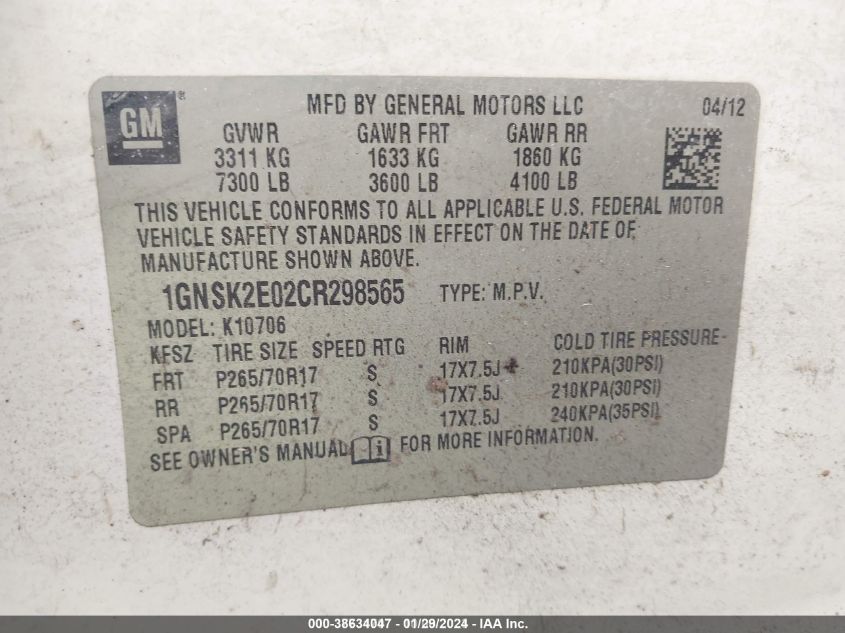 GM®
MFD BY GENERAL MOTORS LLC 04/12
GVWR GAWR FRT GAWR RR
3311 KG 1633 KG 1860 KG
7300 LB 3600 LB 4100 LB
THIS VEHICLE CONFORMS TO ALL APPLICABLE U.S. FEDERAL MOTOR
VEHICLE SAFETY STANDARDS IN EFFECT ON THE DATE OF
MANUFACTURE SHOWN ABOVE.
1GNSK2E02CR298565 TYPE: M.P.V.
MODEL: K10706
KFSZ TIRE SIZE SPEED RTG RIM COLD TIRE PRESSURE
FRT P265/70R17 S 17X7.5J 210KPA(30PSI)
RR P265/70R17 S 17X7.5J 210KPA(30PSI)
SPA P265/70R17 S 17X7.5J 240KPA(35PSI)
SEE OWNER'S MANUAL FOR MORE INFORMATION.
000-38634047 - 01/29/2024 - IAA Inc.